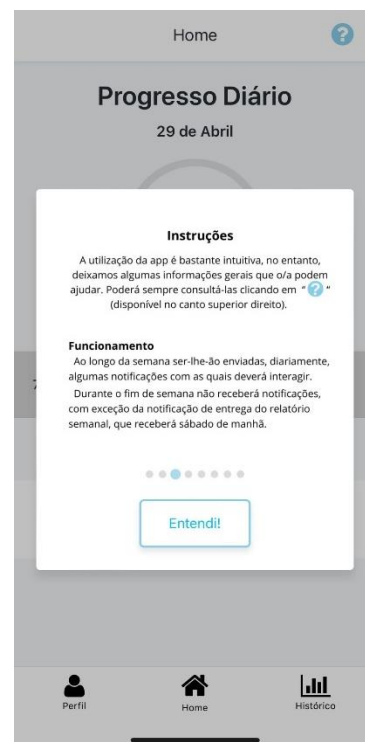 Home
Progresso Diário
29 de Abril
Instruções
A utilização da app é bastante intuitiva, no entanto,
deixamos algumas informações gerais que o/a podem
ajudar. Poderá sempre consultá-las clicando em “ ? “
(disponível no canto superior direito).
Funcionamento
Ao longo da semana ser-lhe-ão enviadas, diariamente,
algumas notificações com as quais deverá interagir.
Durante o fim de semana não receberá notificações,
com exceção da notificação de entrega do relatório
semanal, que receberá sábado de manhã.
Entendi!
Perfil
Home
Histórico